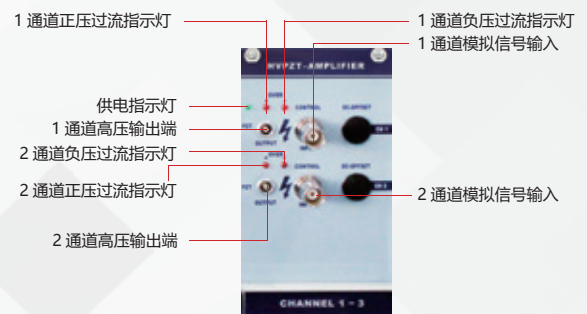 1 通道正压过流指示灯
1 通道负压过流指示灯
1 通道模拟信号输入
HVPZT-AMPLIFIER
供电指示灯
OVER
CONTROL
DC-OFFSET
1 通道高压输出端
OUTPUT
CH 1
2 通道负压过流指示灯
OVER
CONTROL
DC-OFFSET
2 通道正压过流指示灯
CH 2
2 通道模拟信号输入
OUTPUT
2 通道高压输出端
CHANNEL 1-3